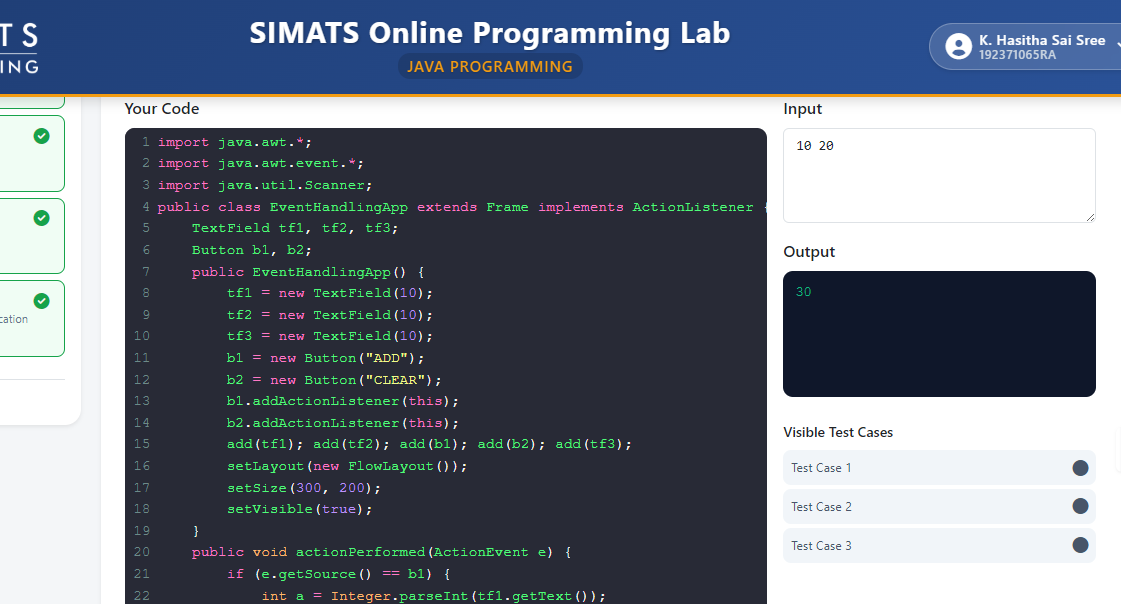 T S
ING
SIMATS Online Programming Lab
JAVA PROGRAMMING
K. Hasitha Sai Sree
192371065RA
cation
Your Code
1 import java.awt.*;
2 import java.awt.event.*;
3 import java.util.Scanner;
4 public class EventHandlingApp extends Frame implements ActionListener {
5 TextField tf1, tf2, tf3;
6 Button b1, b2;
7 public EventHandlingApp() {
8 tf1 = new TextField(10);
9 tf2 = new TextField(10);
10 tf3 = new TextField(10);
11 b1 = new Button("ADD");
12 b2 = new Button("CLEAR");
13 b1.addActionListener(this);
14 b2.addActionListener(this);
15 add(tf1); add(tf2); add(b1); add(b2); add(tf3);
16 setLayout(new FlowLayout());
17 setSize(300, 200);
18 setVisible(true);
19 }
20 public void actionPerformed(ActionEvent e) {
21 if (e.getSource() == b1) {
22 int a = Integer.parseInt(tf1.getText());
Input
10 20
Output
30
Visible Test Cases
Test Case 1
Test Case 2
Test Case 3